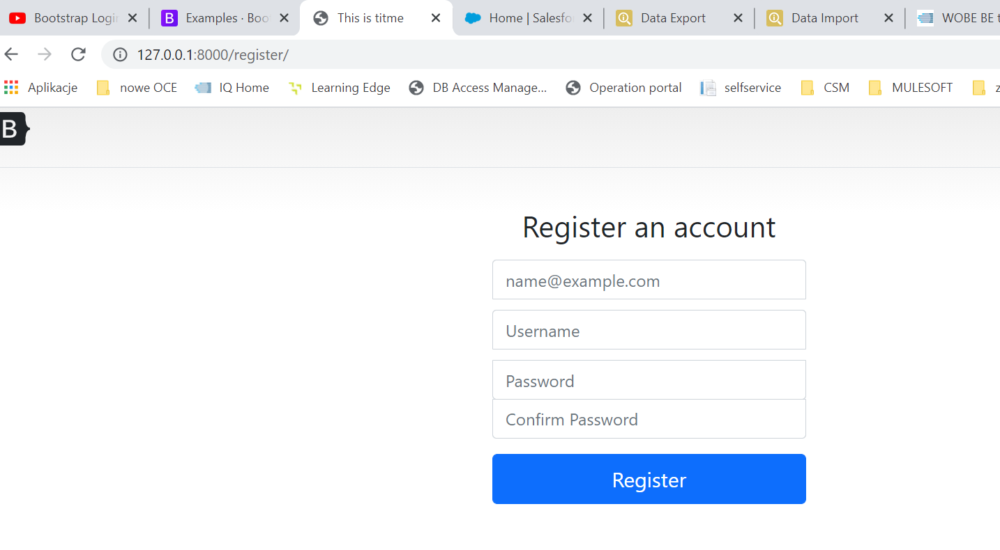 Bootstrap Login Examples · Boo This is titme Home | Salesfo Data Export Data Import WOBE BE t
127.0.0.1:8000/register/
Aplikacje nowe OCE IQ Home Learning Edge DB Access Manage... Operation portal selfservice CSM MULESOFT z
B
Register an account
name@example.com
Username
Password
Confirm Password
Register